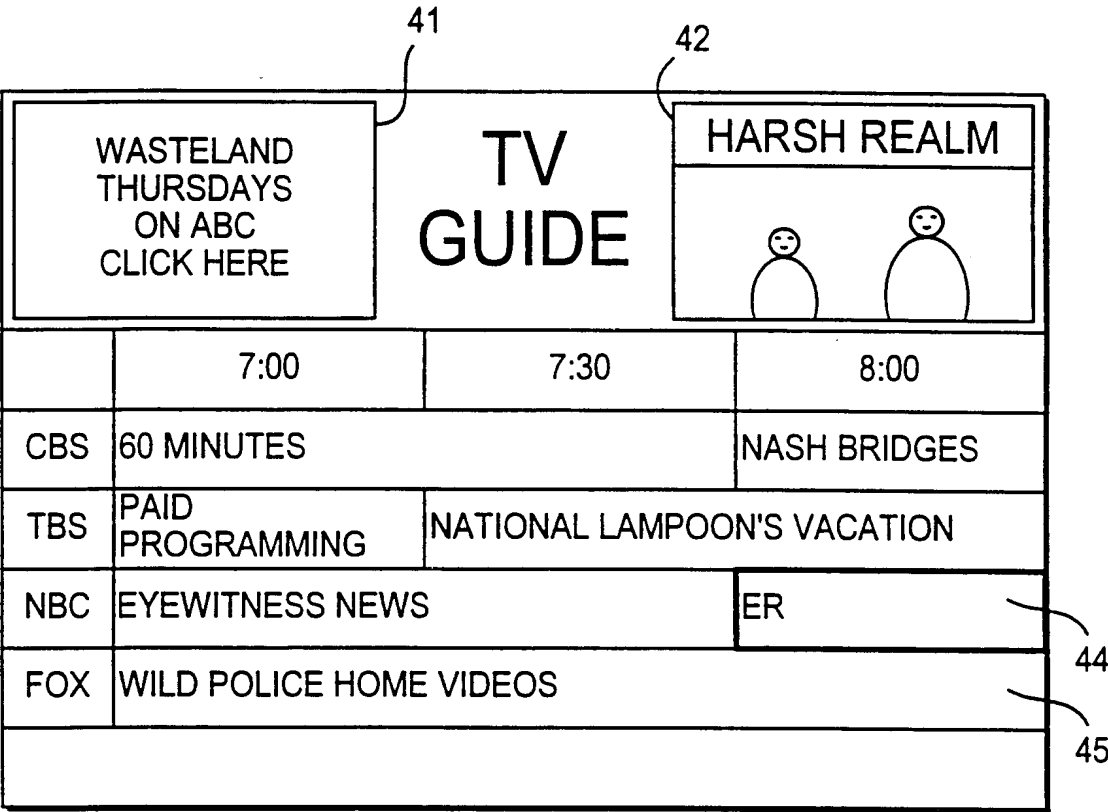 41
42
WASTELAND
THURSDAYS
ON ABC
CLICK HERE
TV
GUIDE
HARSH REALM
7:00 7:30 8:00
CBS 60 MINUTES NASH BRIDGES
TBS PAID
PROGRAMMING NATIONAL LAMPOON'S VACATION
NBC EYEWITNESS NEWS ER
44
FOX WILD POLICE HOME VIDEOS
45